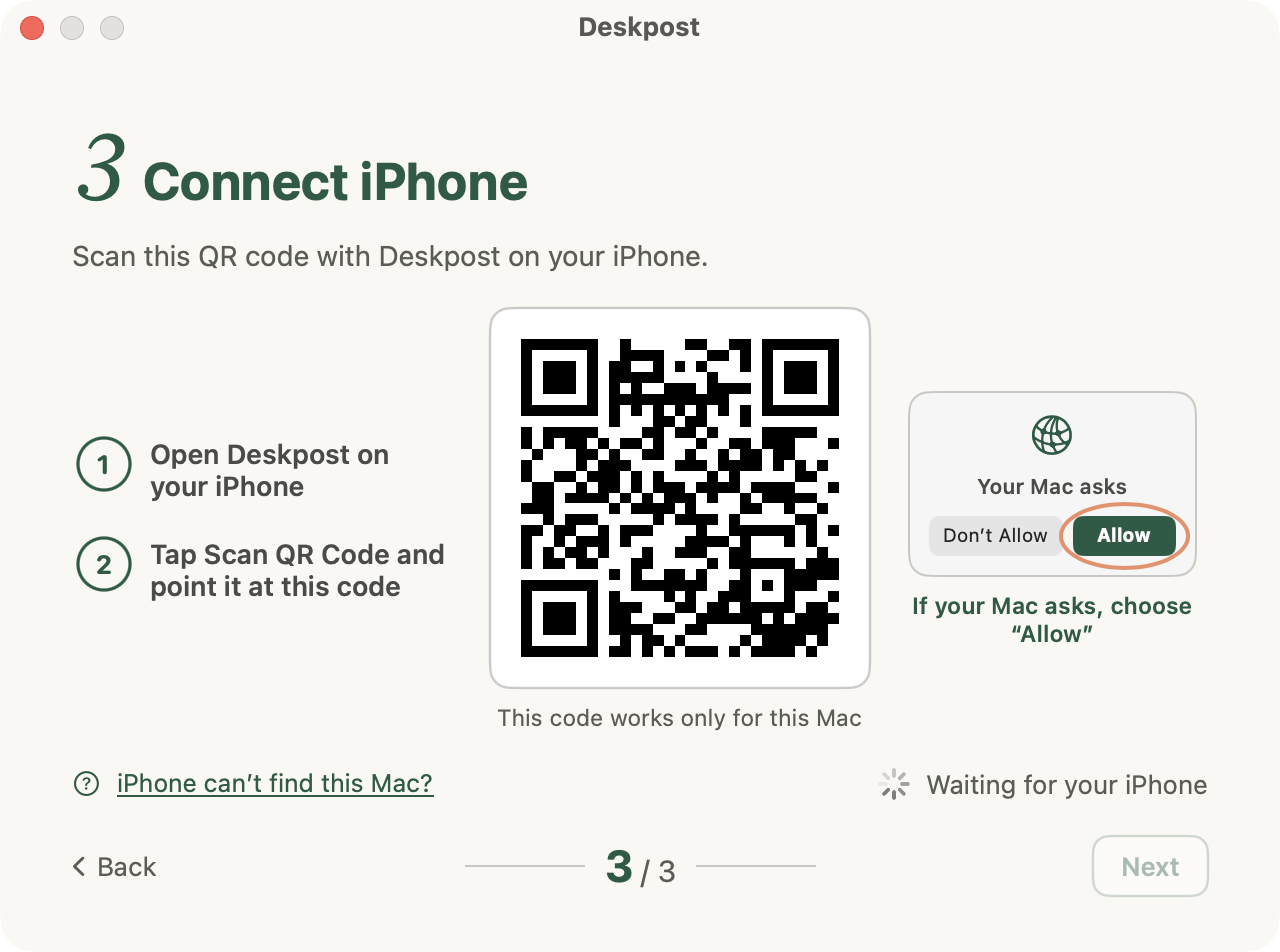 Deskpost
3 Connect iPhone
Scan this QR code with Deskpost on your iPhone.
1 Open Deskpost on
your iPhone
2 Tap Scan QR Code and
point it at this code
This code works only for this Mac
Your Mac asks
Don’t Allow Allow
If your Mac asks, choose
“Allow”
? iPhone can’t find this Mac?
Waiting for your iPhone
Back
3 / 3
Next